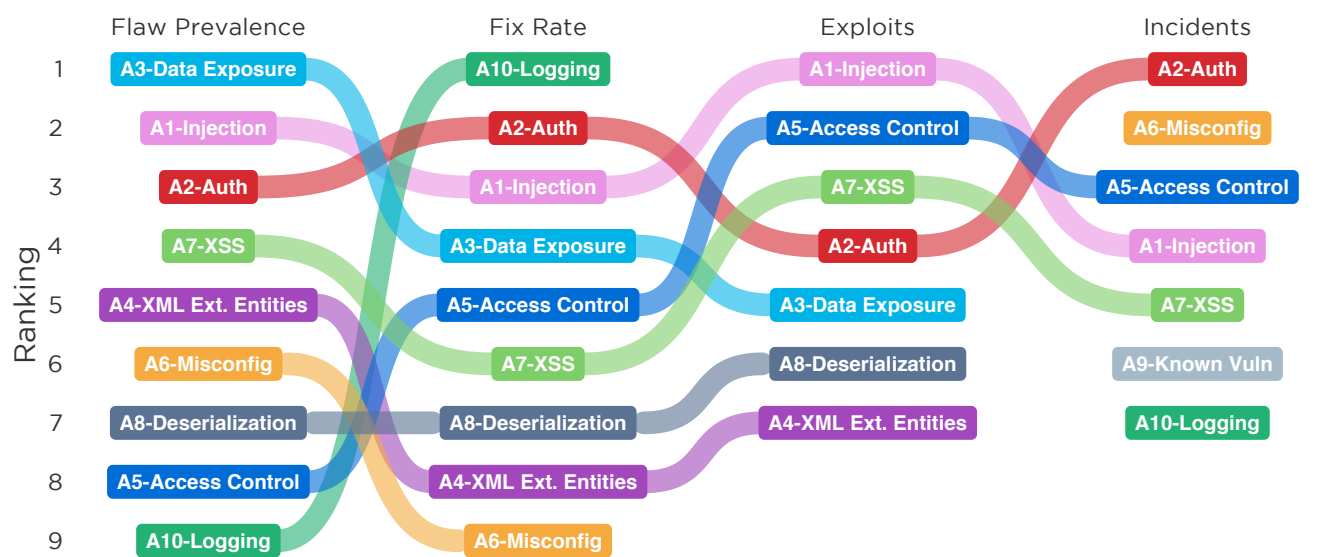 Flaw Prevalence Fix Rate Exploits Incidents
1 A3-Data Exposure A10-Logging A1-Injection A2-Auth
2 A1-Injection A2-Auth A5-Access Control A6-Misconfig
3 A2-Auth A1-Injection A7-XSS A5-Access Control
4 A7-XSS A3-Data Exposure A2-Auth A1-Injection
5 A4-XML Ext. Entities A5-Access Control A3-Data Exposure A7-XSS
6 A6-Misconfig A7-XSS A8-Deserialization A9-Known Vuln
7 A8-Deserialization A8-Deserialization A4-XML Ext. Entities A10-Logging
8 A5-Access Control A4-XML Ext. Entities
9 A10-Logging A6-Misconfig
Ranking